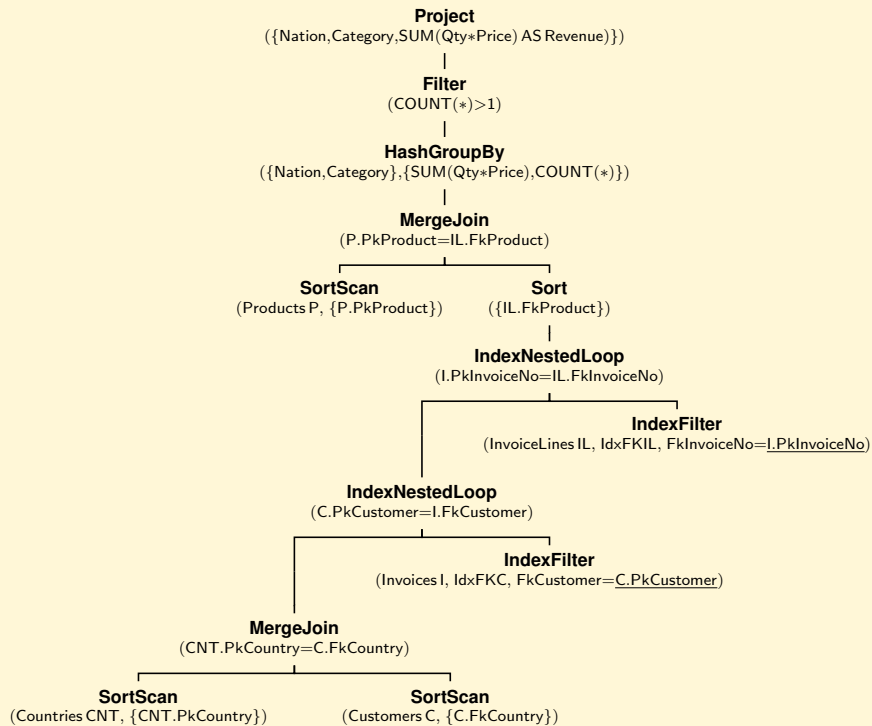 Project
({Nation,Category,SUM(Qty∗Price) AS Revenue)})
Filter
(COUNT(∗)>1)
HashGroupBy
({Nation,Category},{SUM(Qty∗Price),COUNT(∗)})
MergeJoin
(P.PkProduct=IL.FkProduct)
SortScan
(Products P, {P.PkProduct})
Sort
({IL.FkProduct})
IndexNestedLoop
(I.PkInvoiceNo=IL.FkInvoiceNo)
IndexFilter
(InvoiceLines IL, IdxFKIL, FkInvoiceNo=I.PkInvoiceNo)
IndexNestedLoop
(C.PkCustomer=I.FkCustomer)
IndexFilter
(Invoices I, IdxFKC, FkCustomer=C.PkCustomer)
MergeJoin
(CNT.PkCountry=C.FkCountry)
SortScan
(Countries CNT, {CNT.PkCountry})
SortScan
(Customers C, {C.FkCountry})